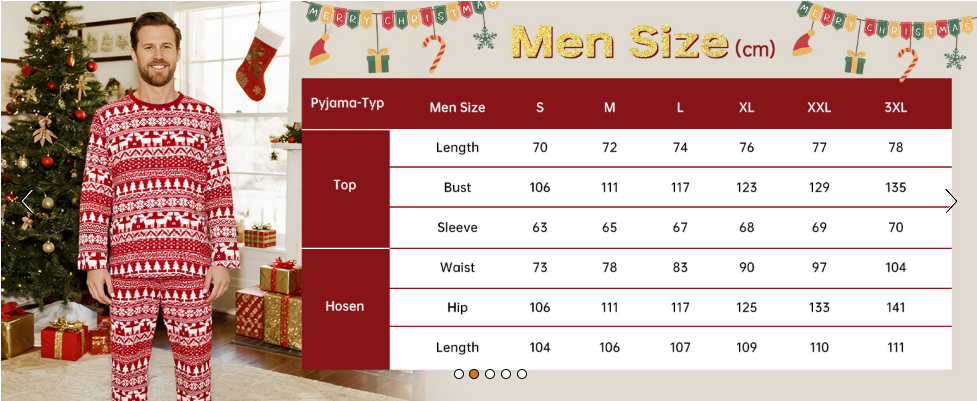 MERRY CHRISTMAS
MERRY CHRISTMAS
Men Size (cm)
Pyjama-Typ Men Size S M L XL XXL 3XL
Top
Length 70 72 74 76 77 78
Bust 106 111 117 123 129 135
Sleeve 63 65 67 68 69 70
Hosen
Waist 73 78 83 90 97 104
Hip 106 111 117 125 133 141
Length 104 106 107 109 110 111